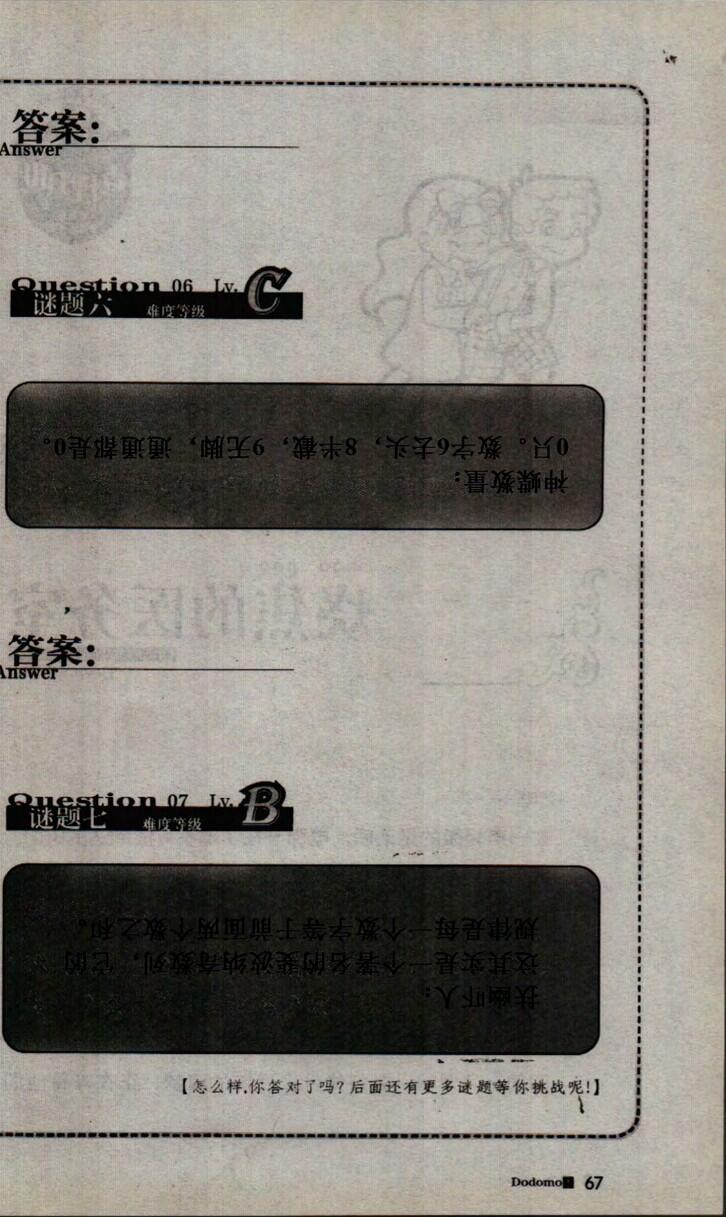 答案:
Answer
Question 06 Lv. C
谜题六 难度等级
神蝶数量:
0只。数字6去头，8半截，9无脚，通通都是0。
答案:
Answer
Question 07 Lv. B
谜题七 难度等级
扶幽吓人:
这其实是一个著名的斐波纳奇数列，它的
规律是每一个数字等于前面两个数之和。
【怎么样,你答对了吗?后面还有更多谜题等你挑战呢!】
Dodomo 67